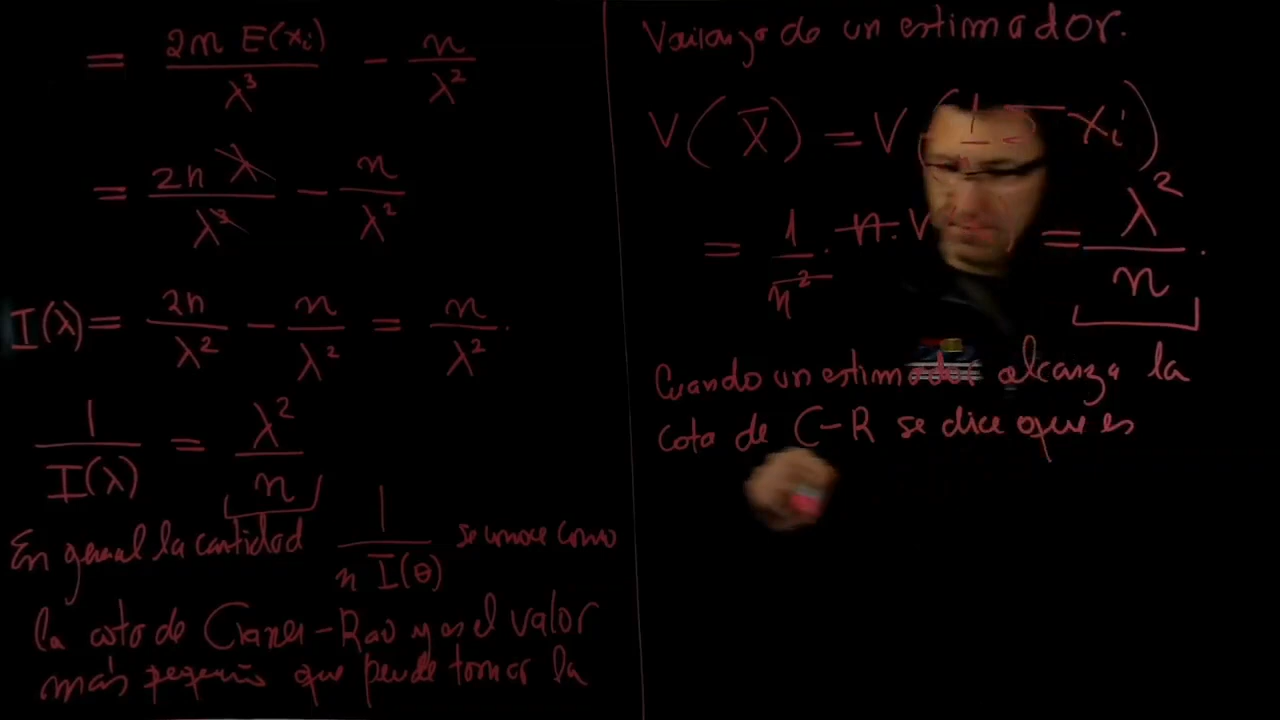 = 2n E(xᵢ) / λ³ − n / λ²
= 2n λ / λ³ − n / λ²
I(λ) = 2n / λ² − n / λ² = n / λ².
1 / I(λ) = λ² / n
En general la cantidad 1 / n I(θ) se conoce como
la cota de Cramer-Rao y es el valor
más pequeño que puede tomar la
Varianza de un estimador.
V(X̄) = V(1/n Σ xᵢ)
= 1 / n² · n · V = λ² / n .
Cuando un estimador alcanza la
cota de C-R se dice que es